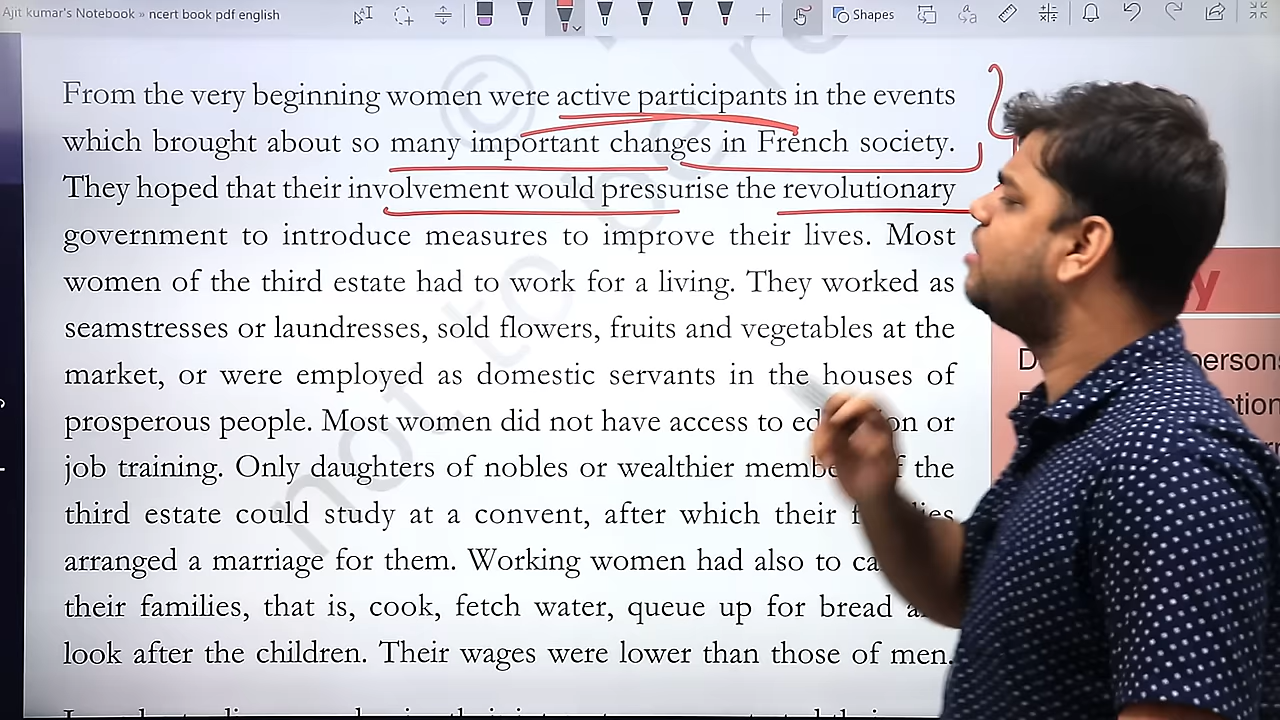 Ajit kumar's Notebook » ncert book pdf english
Shapes
From the very beginning women were active participants in the events
which brought about so many important changes in French society.
They hoped that their involvement would pressurise the revolutionary
government to introduce measures to improve their lives. Most
women of the third estate had to work for a living. They worked as
seamstresses or laundresses, sold flowers, fruits and vegetables at the
market, or were employed as domestic servants in the houses of
prosperous people. Most women did not have access to or
job training. Only daughters of nobles or wealthier the
third estate could study at a convent, after which their
arranged a marriage for them. Working women had also to
their families, that is, cook, fetch water, queue up for bread
look after the children. Their wages were lower than those of men.
not to be re
©